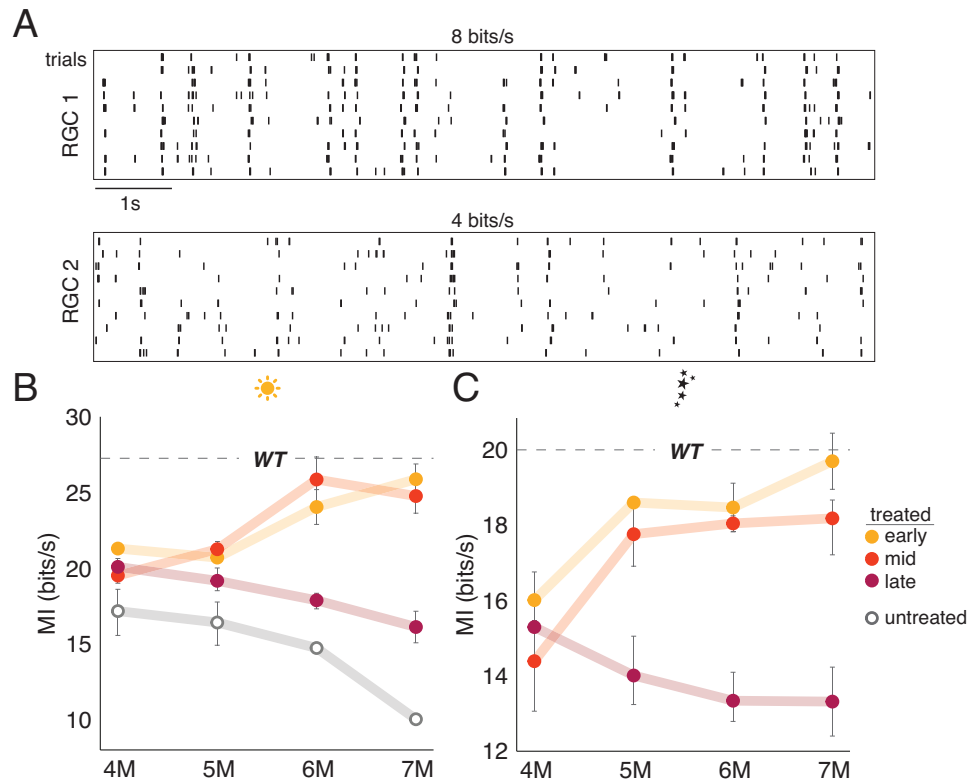 A
8 bits/s
trials
RGC 1
1s
4 bits/s
RGC 2
B
30
25
20
15
10
MI (bits/s)
WT
4M 5M 6M 7M
C
20
18
16
14
12
MI (bits/s)
WT
4M 5M 6M 7M
treated
early
mid
late
untreated